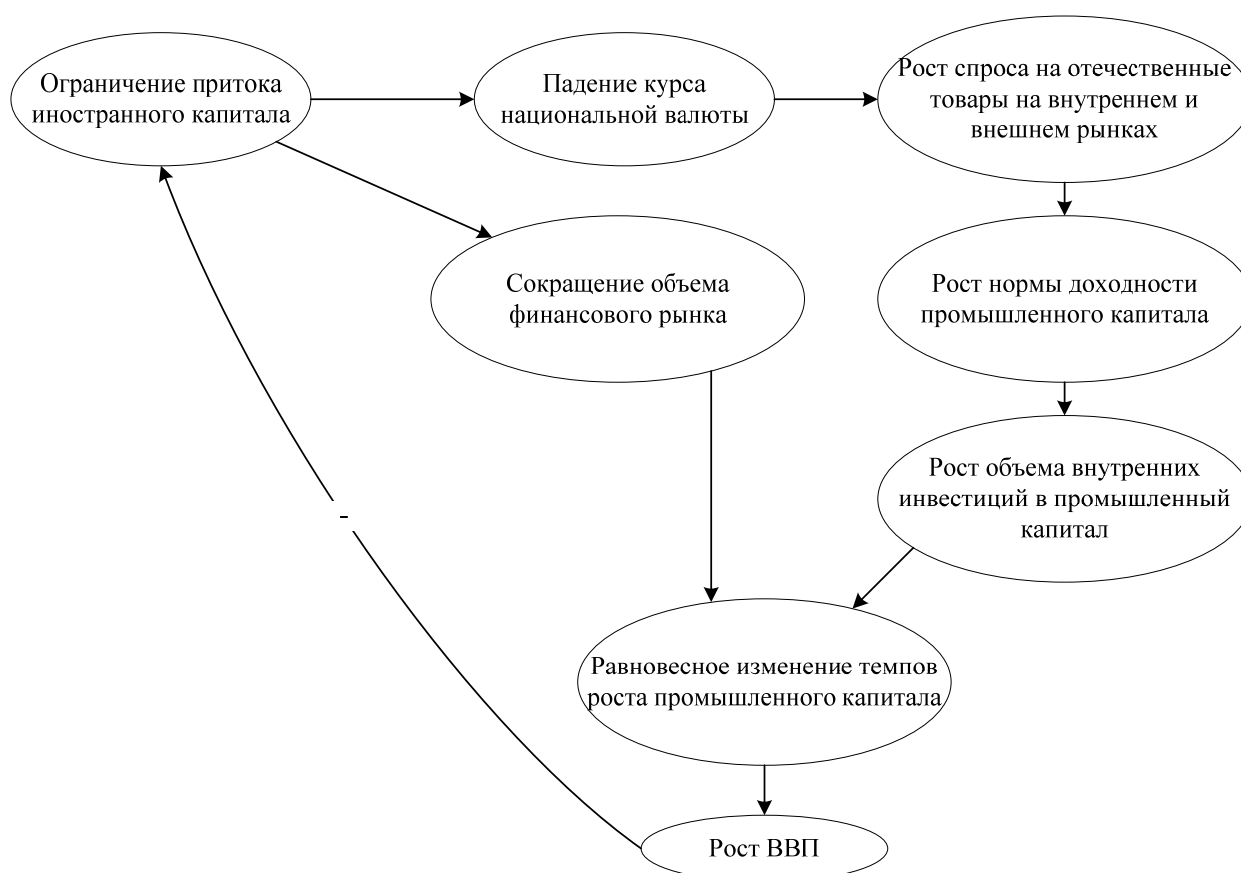 Ограничение притока
иностранного капитала
Падение курса
национальной валюты
Рост спроса на отечественные
товары на внутреннем и
внешнем рынках
Сокращение объема
финансового рынка
Рост нормы доходности
промышленного капитала
Рост объема внутренних
инвестиций в промышленный
капитал
-
Равновесное изменение темпов
роста промышленного капитала
Рост ВВП